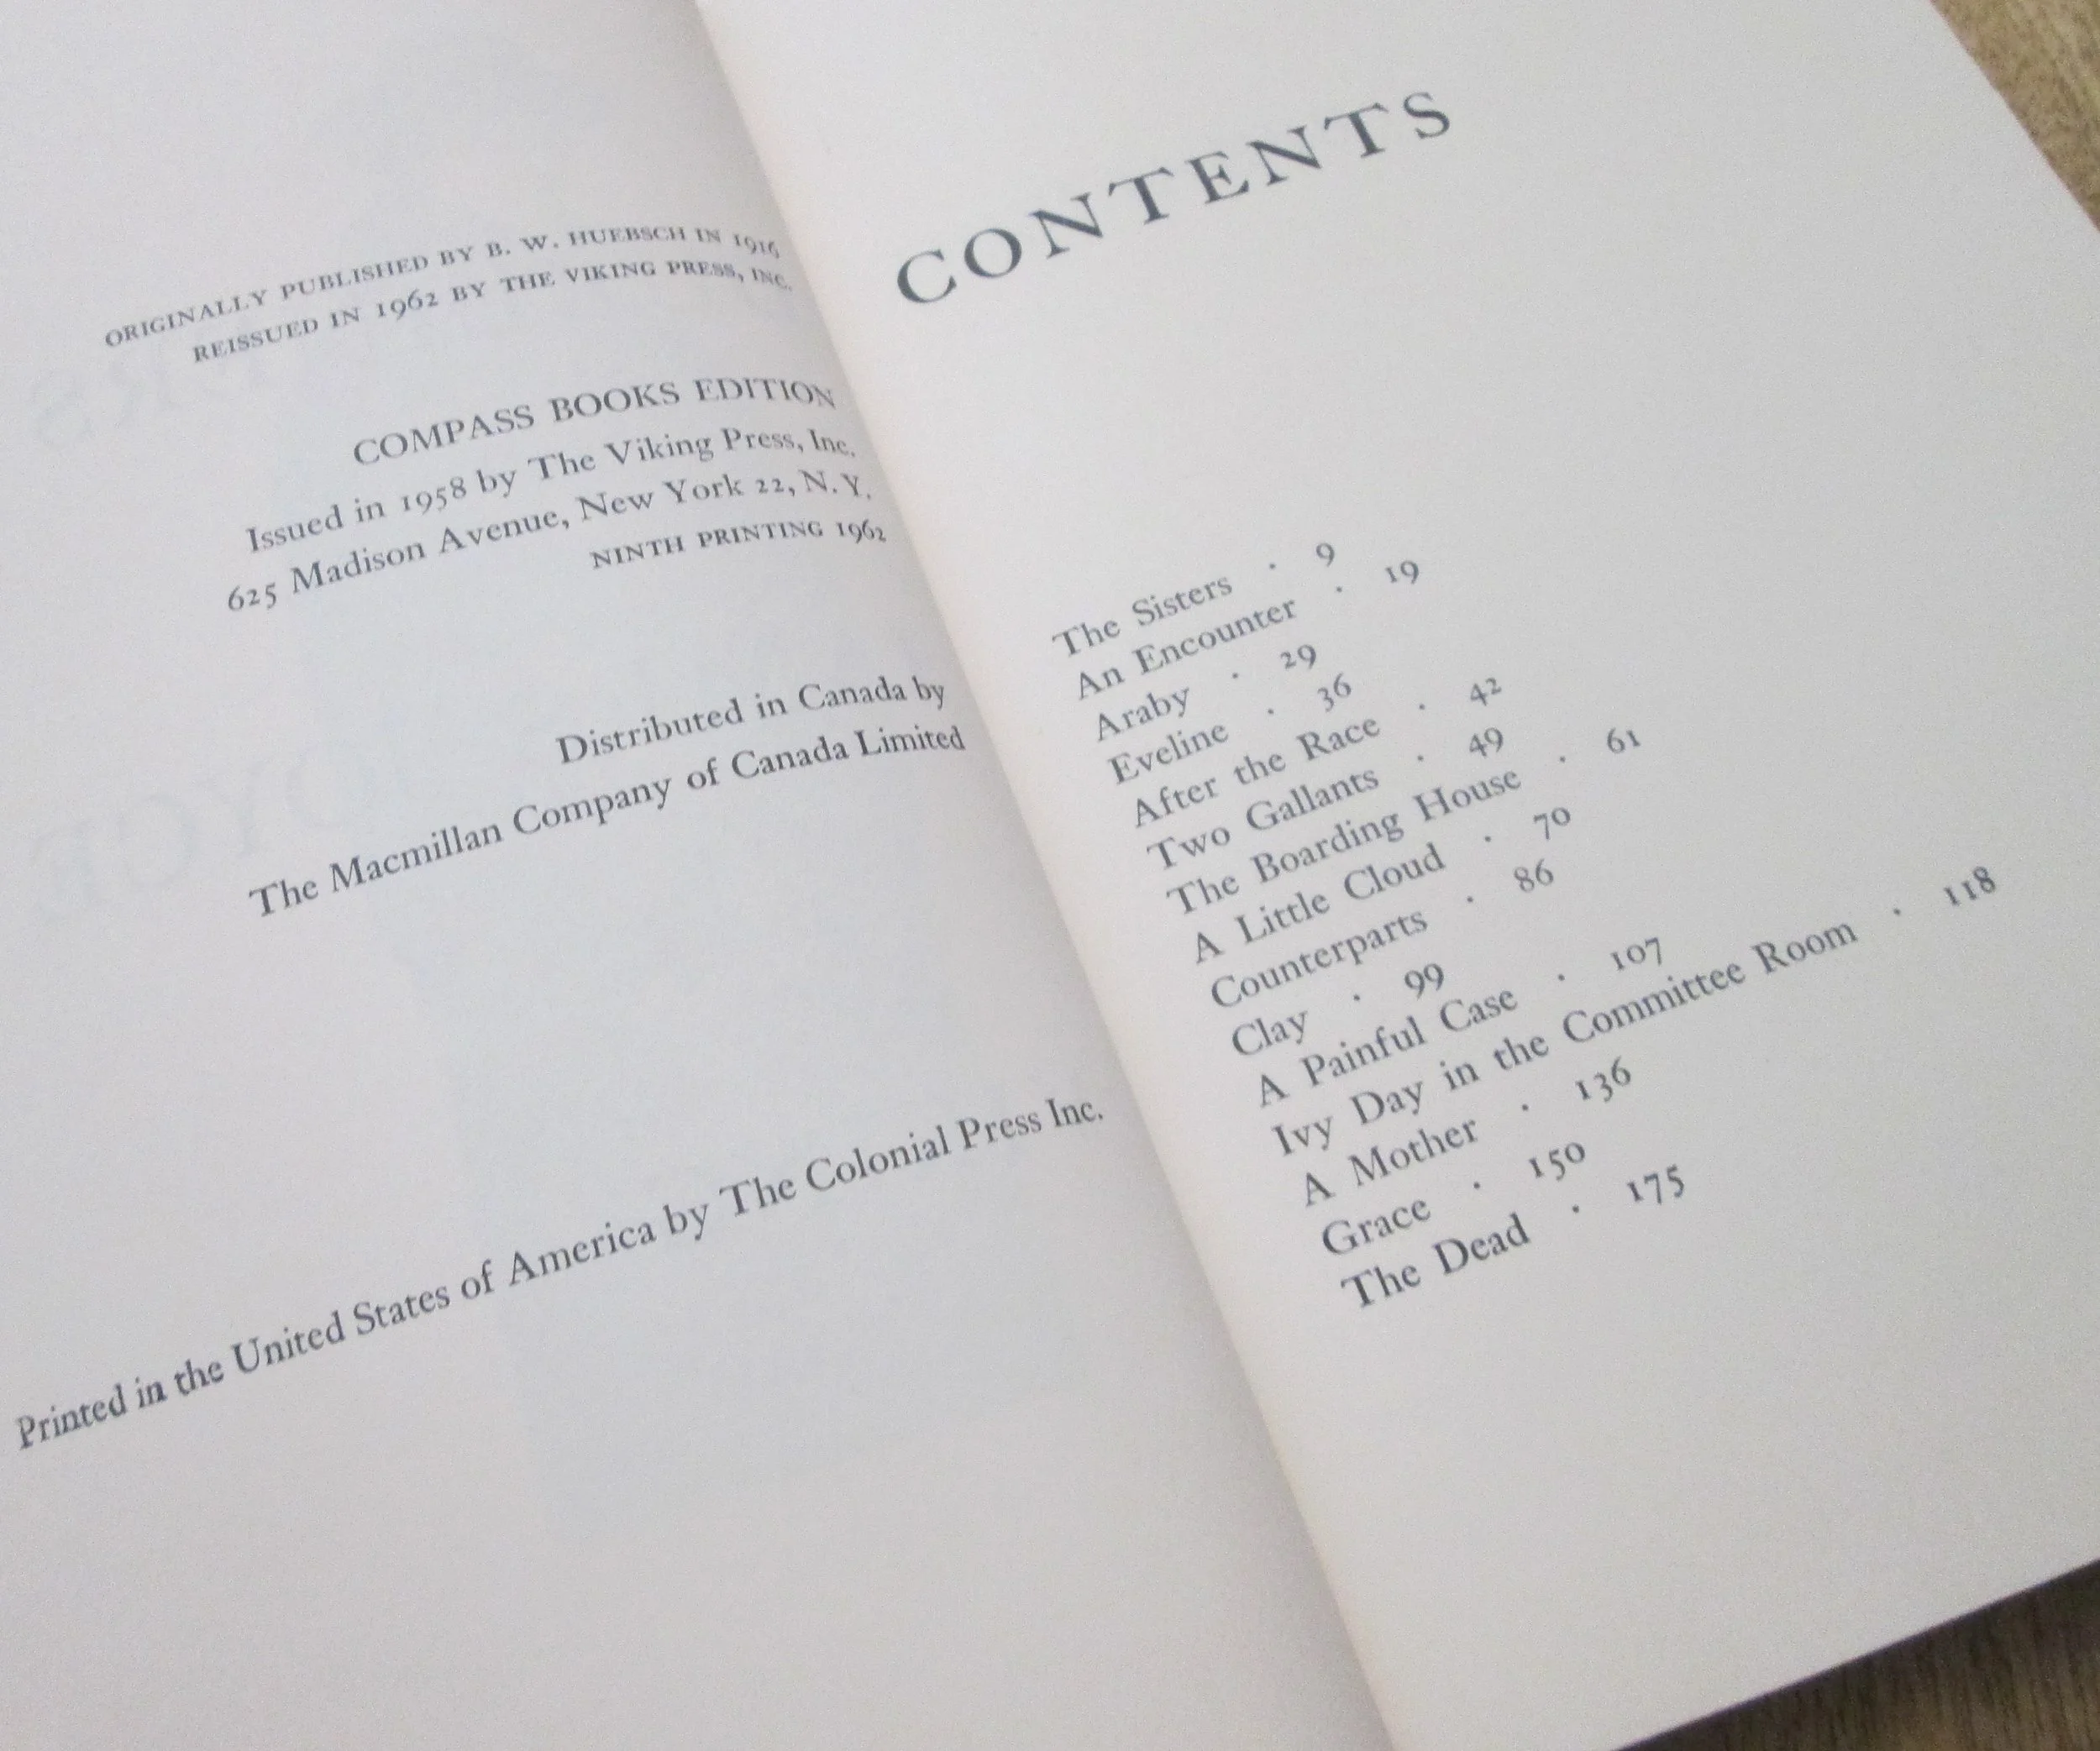 ORIGINALLY PUBLISHED BY B. W. HUEBSCH IN 1916
REISSUED IN 1962 BY THE VIKING PRESS, INC.
COMPASS BOOKS EDITION
Issued in 1958 by The Viking Press, Inc.
625 Madison Avenue, New York 22, N.Y.
NINTH PRINTING 1962
Distributed in Canada by
The Macmillan Company of Canada Limited
Printed in the United States of America by The Colonial Press Inc.
CONTENTS
The Sisters · 9
An Encounter · 19
Araby · 29
Eveline · 36
After the Race · 42
Two Gallants · 49
The Boarding House · 61
A Little Cloud · 70
Counterparts · 86
Clay · 99
A Painful Case · 107
Ivy Day in the Committee Room · 118
A Mother · 136
Grace · 150
The Dead · 175